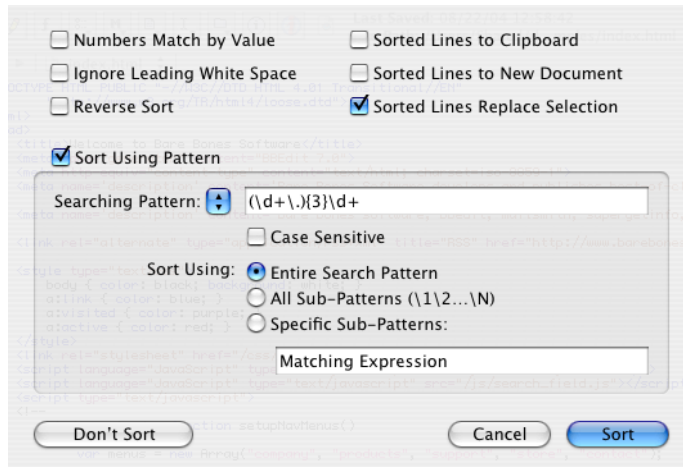 Numbers Match by Value
Sorted Lines to Clipboard
Ignore Leading White Space
Sorted Lines to New Document
Reverse Sort
Sorted Lines Replace Selection
Sort Using Pattern
Searching Pattern: (\d+\.){3}\d+
Case Sensitive
Sort Using: Entire Search Pattern
All Sub-Patterns (\1\2...\N)
Specific Sub-Patterns:
Matching Expression
Don't Sort
Cancel
Sort